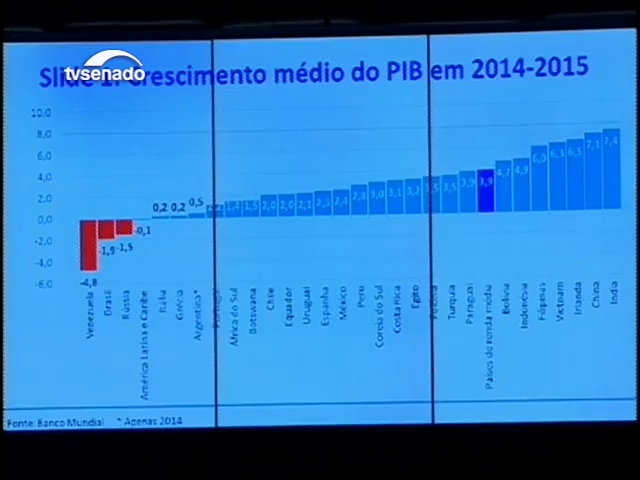 Slide 1: Crescimento médio do PIB em 2014-2015
tvsenado
10,0
8,0
6,0
4,0
2,0
0,0
-2,0
-4,0
-6,0
-4,8
-1,9
-1,5
-0,1
0,2
0,2
0,5
1,4
1,5
2,0
2,0
2,1
2,3
2,4
2,8
3,0
3,1
3,2
3,5
3,5
3,9
3,9
4,7
4,9
6,0
6,3
6,5
7,1
7,4
Venezuela
Brasil
Rússia
América Latina e Caribe
Itália
Grécia
Argentina*
Portugal
África do Sul
Botswana
Chile
Equador
Uruguai
Espanha
México
Peru
Coreia do Sul
Costa Rica
Egito
Polônia
Turquia
Paraguai
Países de renda média
Bolívia
Indonésia
Filipinas
Vietnam
Irlanda
China
Índia
Fonte: Banco Mundial * Apenas 2014